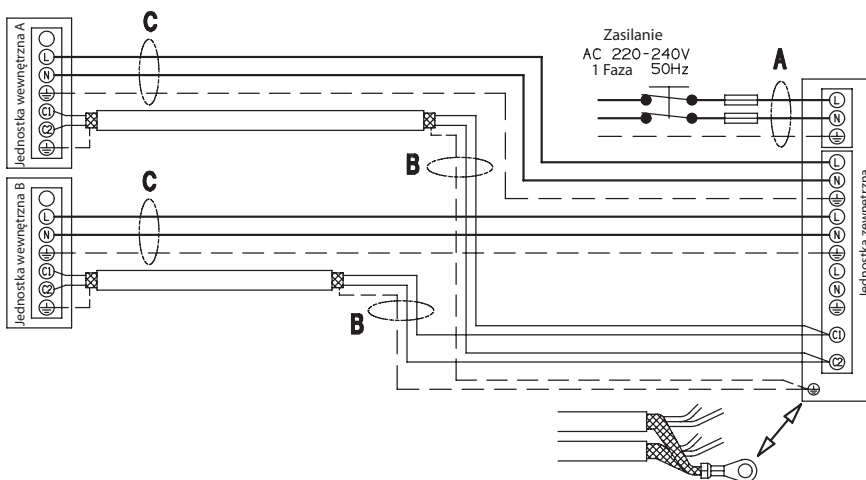 Jednostka wewnętrzna A
L
N
C1
C2
C
B
Zasilanie
AC 220-240V
1 Faza 50Hz
A
L
N
L
N
L
N
L
N
C1
C2
Jednostka zewnętrzna
Jednostka wewnętrzna B
L
N
C1
C2
C
B